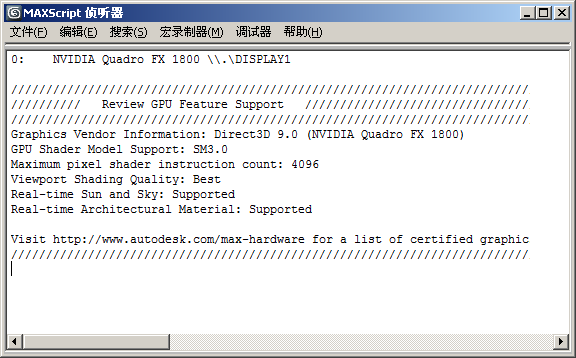 MAXScript 侦听器
文件(F) 编辑(E) 搜索(S) 宏录制器(M) 调试器 帮助(H)
0: NVIDIA Quadro FX 1800 \\.\DISPLAY1
//////////////////////////////////////////////////////////////////////////
////////// Review GPU Feature Support ////////////////////////////////
//////////////////////////////////////////////////////////////////////////
Graphics Vendor Information: Direct3D 9.0 (NVIDIA Quadro FX 1800)
GPU Shader Model Support: SM3.0
Maximum pixel shader instruction count: 4096
Viewport Shading Quality: Best
Real-time Sun and Sky: Supported
Real-time Architectural Material: Supported
Visit http://www.autodesk.com/max-hardware for a list of certified graphic
//////////////////////////////////////////////////////////////////////////